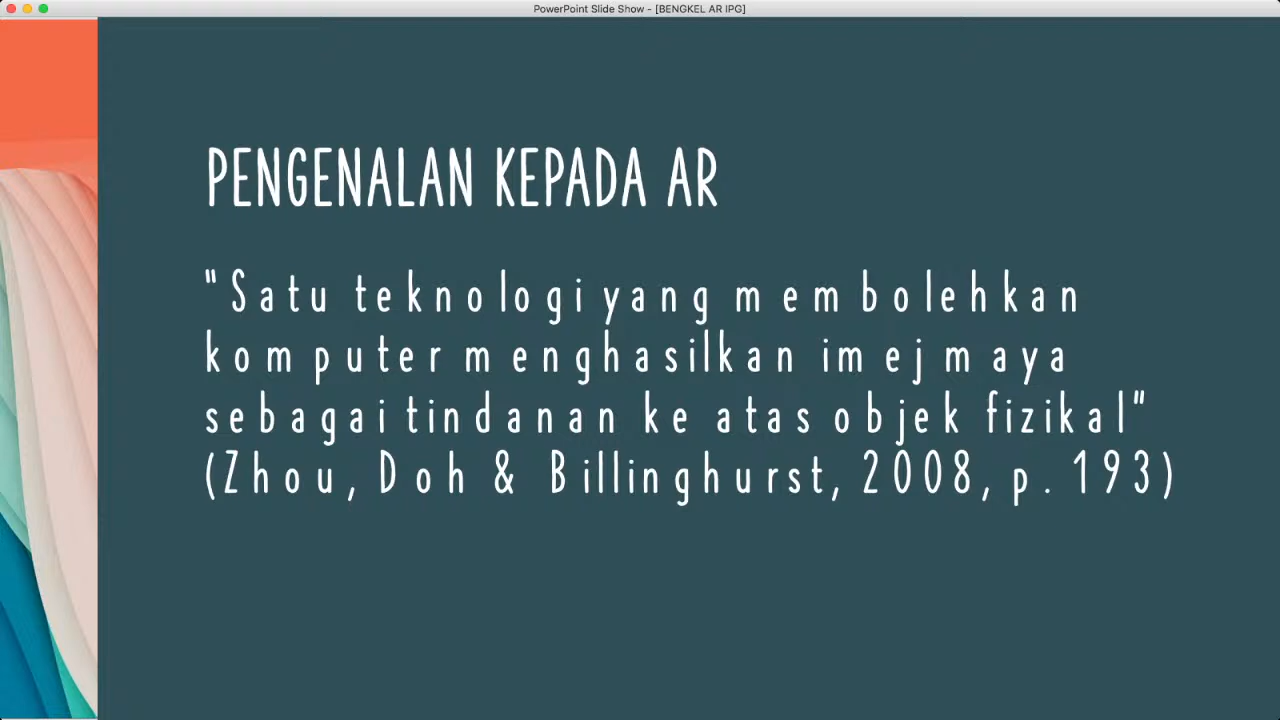 PowerPoint Slide Show - [BENGKEL AR IPG]
PENGENALAN KEPADA AR
"Satu teknologi yang membolehkan
komputer menghasilkan imej maya
sebagai tindanan ke atas objek fizikal"
(Zhou, Doh & Billinghurst, 2008, p. 193)